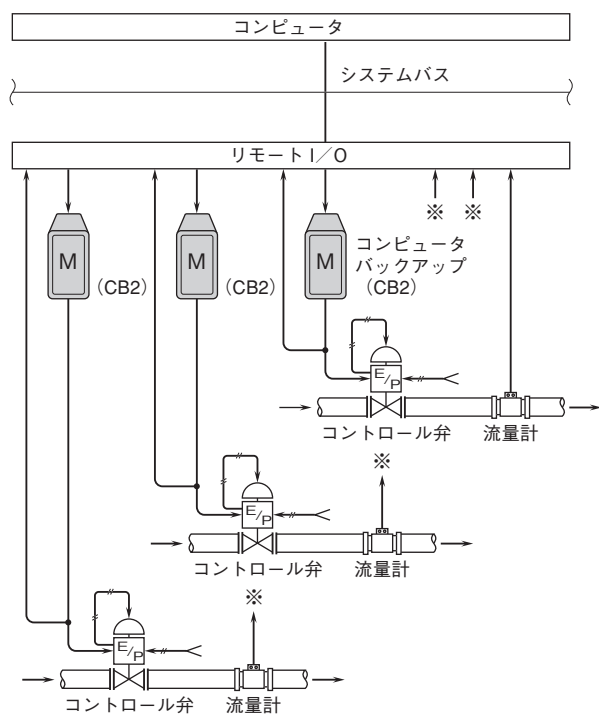 コンピュータ
システムバス
リモートI／O
※ ※
M
（CB2）
M
（CB2）
M
コンピュータ
バックアップ
（CB2）
E/P
コントロール弁
流量計
※
E/P
コントロール弁
流量計
※
E/P
コントロール弁
流量計